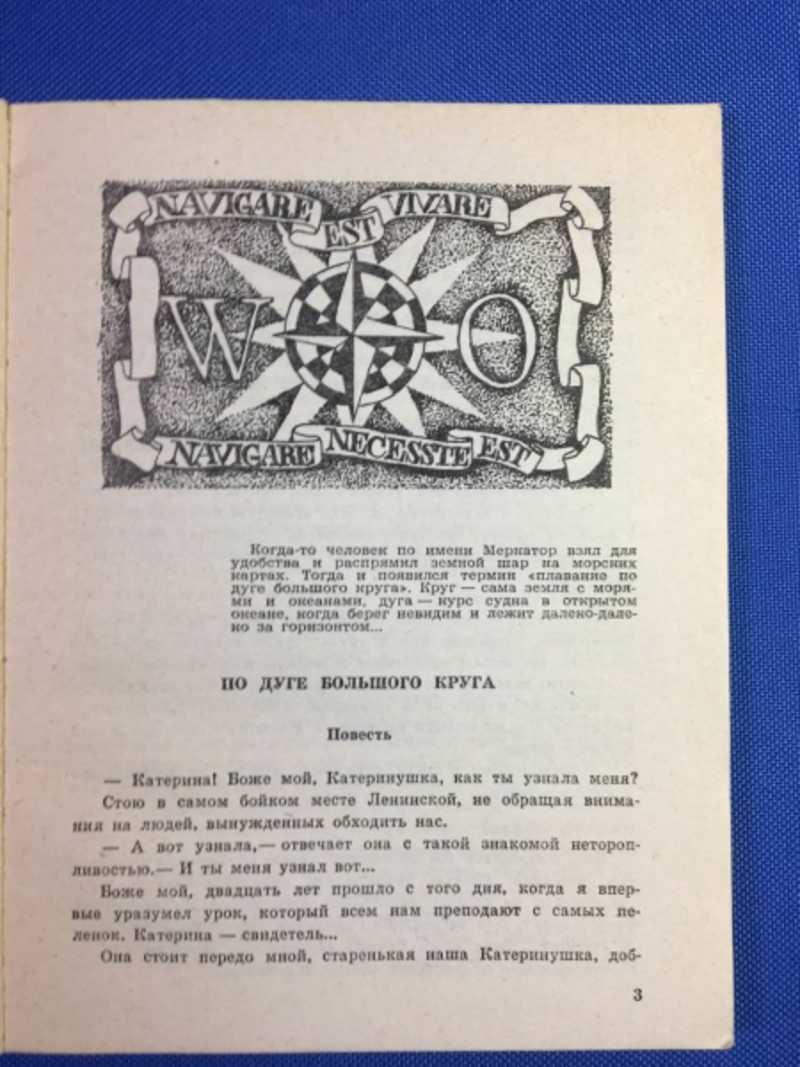 NAVIGARE EST VIVARE
W O
NAVIGARE NECESSTE EST
Когда-то человек по имени Меркатор взял для
удобства и распрямил земной шар на морских
картах. Тогда и появился термин «плавание по
дуге большого круга». Круг — сама земля с моря-
ми и океанами, дуга — курс судна в открытом
океане, когда берег невидим и лежит далеко-дале-
ко за горизонтом...
ПО ДУГЕ БОЛЬШОГО КРУГА
Повесть
— Катерина! Боже мой, Катеринушка, как ты узнала меня?
Стою в самом бойком месте Ленинской, не обращая внима-
ния на людей, вынужденных обходить нас.
— А вот узнала,— отвечает она с такой знакомой нетороп-
ливостью.— И ты меня узнал вот...
Боже мой, двадцать лет прошло с того дня, когда я впер-
вые уразумел урок, который всем нам преподают с самых пе-
ленок. Катерина — свидетель...
Она стоит передо мной, старенькая наша Катеринушка, доб-
3